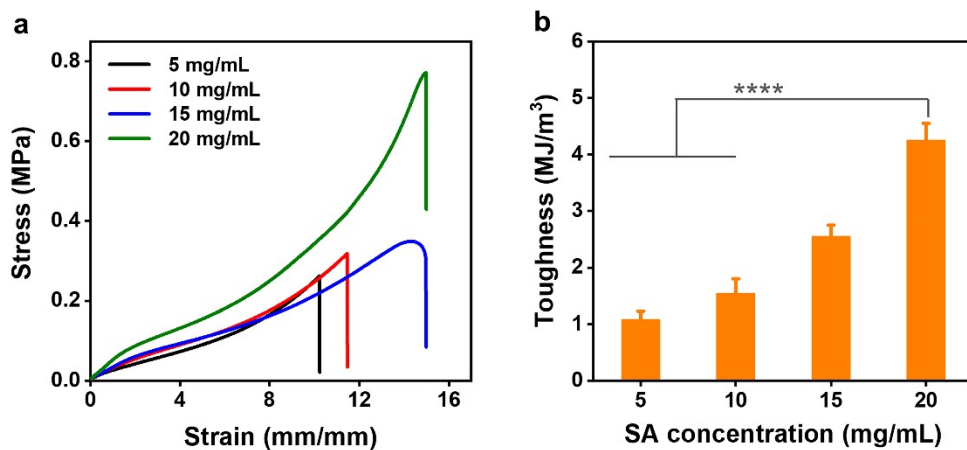 a
0.8
0.6
0.4
0.2
0.0
Stress (MPa)
5 mg/mL
10 mg/mL
15 mg/mL
20 mg/mL
0 4 8 12 16
Strain (mm/mm)
b
6
5
4
3
2
1
0
Toughness (MJ/m³)
****
5 10 15 20
SA concentration (mg/mL)